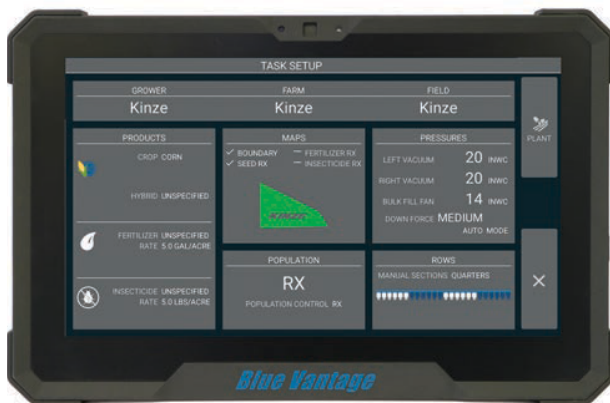 TASK SETUP
GROWER
Kinze
FARM
Kinze
FIELD
Kinze
PRODUCTS
CROP CORN
HYBRID UNSPECIFIED
FERTILIZER UNSPECIFIED
RATE 5.0 GAL/ACRE
INSECTICIDE UNSPECIFIED
RATE 5.0 LBS/ACRE
MAPS
BOUNDARY
SEED RX
FERTILIZER RX
INSECTICIDE RX
POPULATION
RX
POPULATION CONTROL RX
PRESSURES
LEFT VACUUM 20 INWC
RIGHT VACUUM 20 INWC
BULK FILL FAN 14 INWC
DOWN FORCE MEDIUM
AUTO MODE
ROWS
MANUAL SECTIONS QUARTERS
PLANT
Blue Vantage